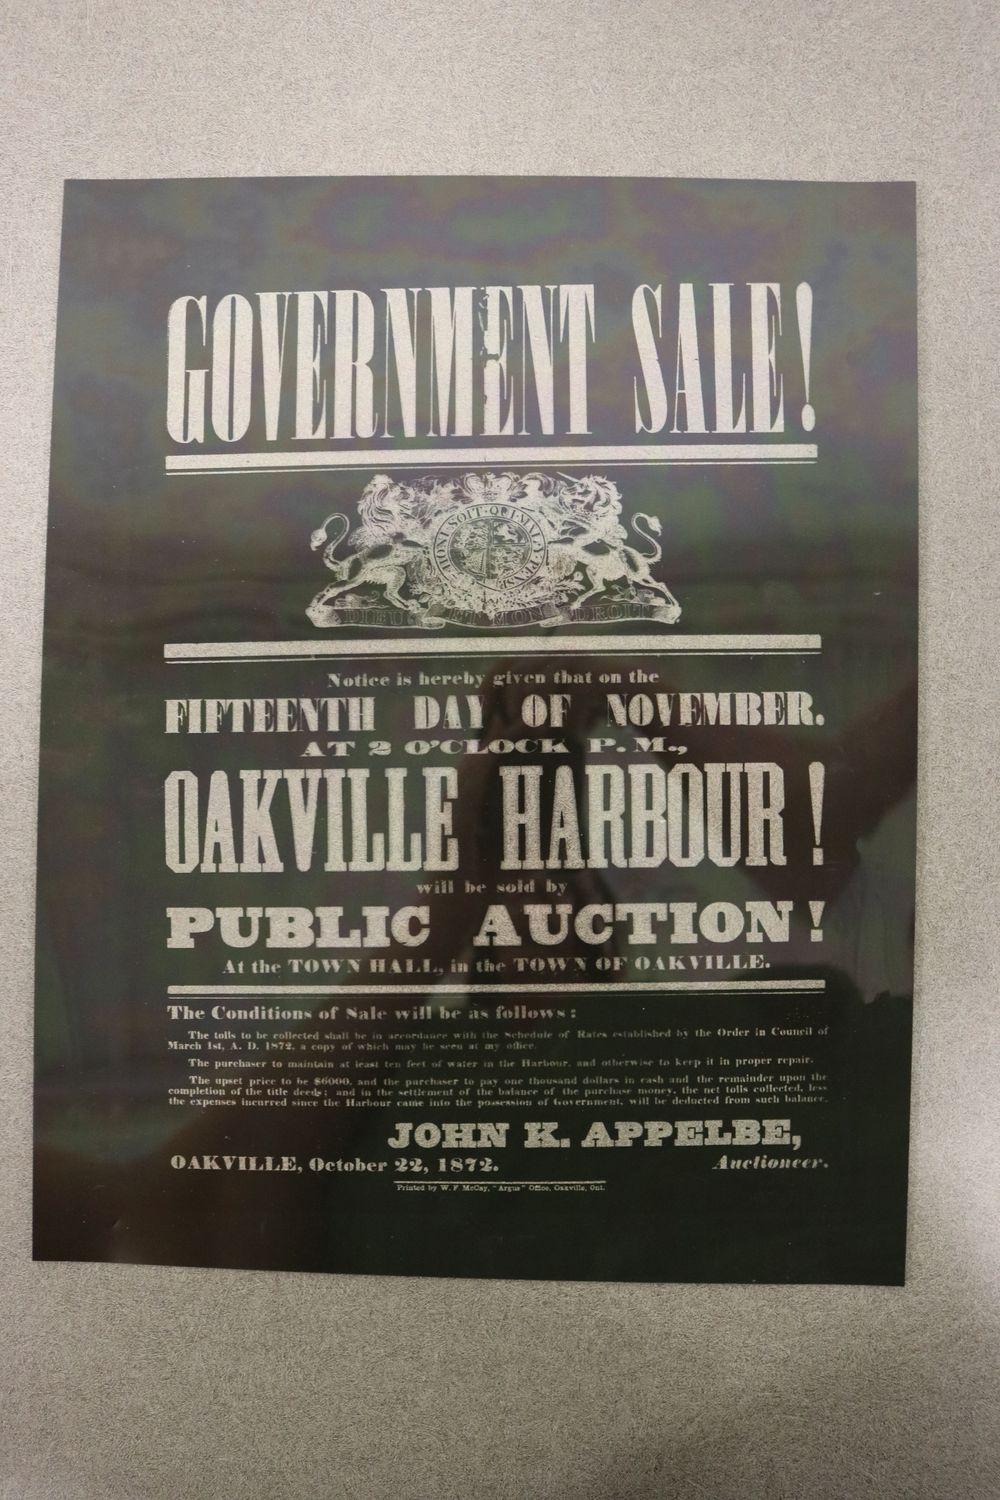 GOVERNMENT SALE!
HONI·SOIT·QUI·MAL·Y·PENSE
DIEU ET MON DROIT
Notice is hereby given that on the
FIFTEENTH DAY OF NOVEMBER.
AT 2 O'CLOCK P.M.,
OAKVILLE HARBOUR!
will be sold by
PUBLIC AUCTION!
At the TOWN HALL, in the TOWN OF OAKVILLE.
The Conditions of Sale will be as follows:
The tolls to be collected shall be in accordance with the Schedule of Rates established by the Order in Council of
March 1st, A. D. 1872, a copy of which may be seen at my office.
The purchaser to maintain at least ten feet of water in the Harbour, and otherwise to keep it in proper repair.
The upset price to be $6000, and the purchaser to pay one thousand dollars in cash and the remainder upon the
completion of the title deeds; and in the settlement of the balance of the purchase money, the net tolls collected, less
the expenses incurred since the Harbour came into the possession of Government, will be deducted from such balance.
JOHN K. APPELBE,
OAKVILLE, October 22, 1872. Auctioneer.
Printed by W. F. McCay, "Argus" Office, Oakville, Ont.